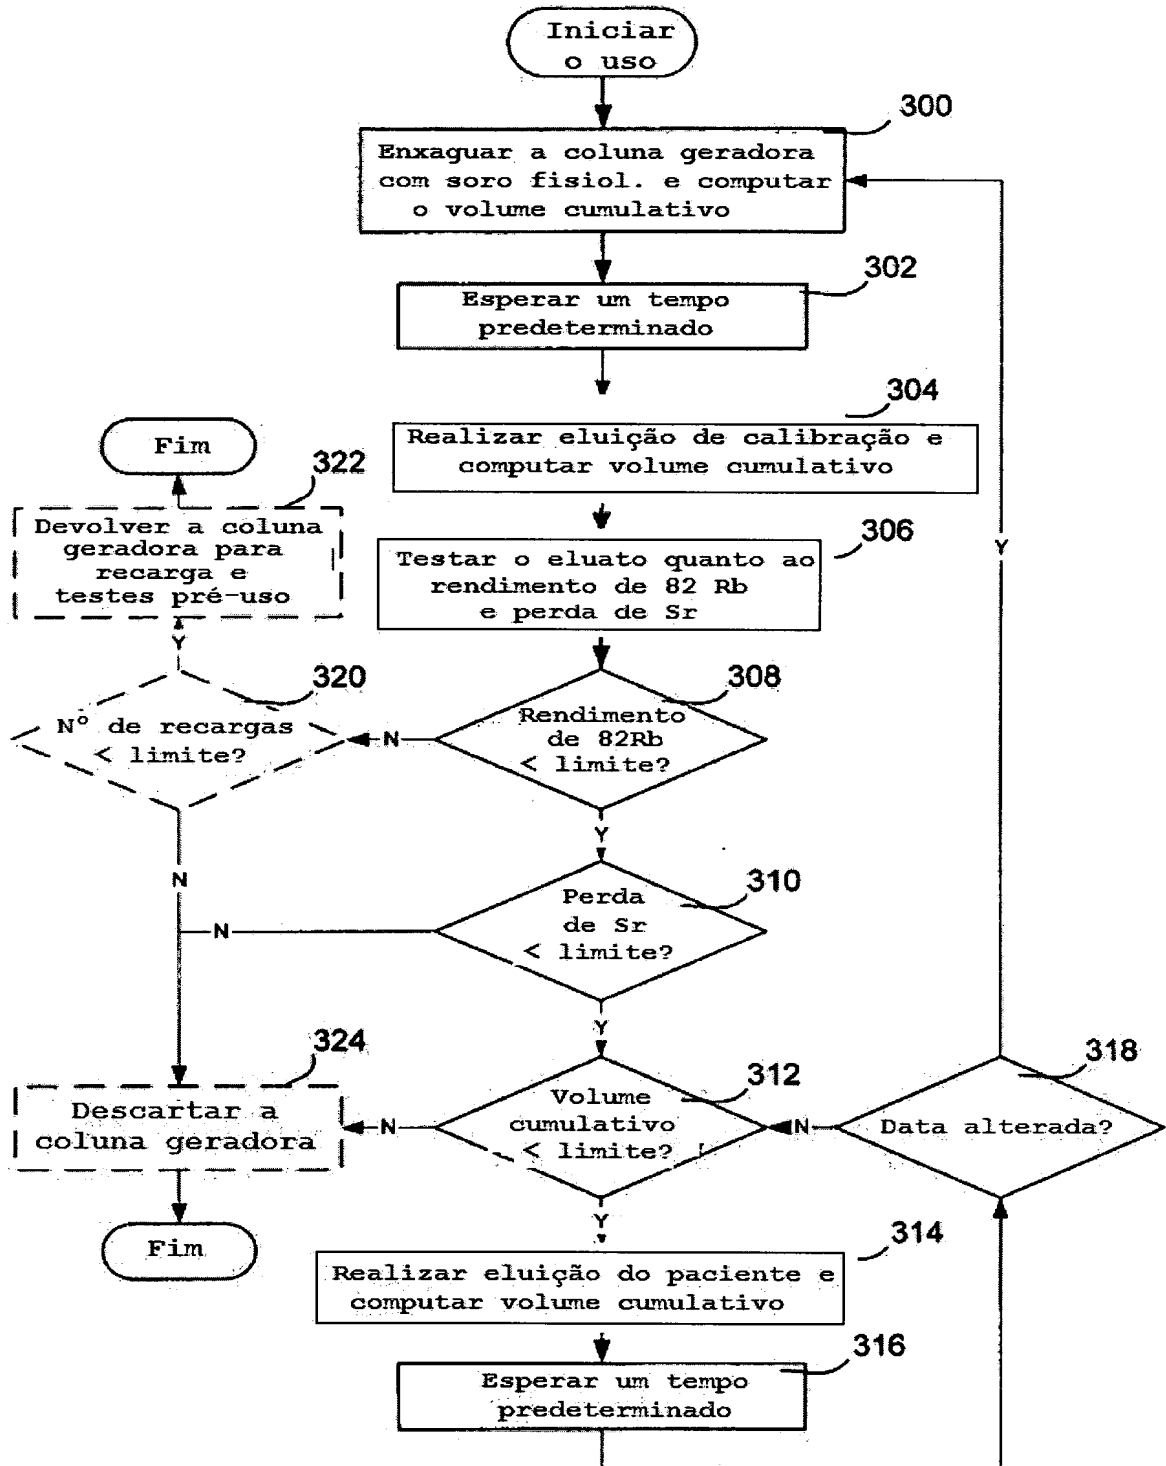 Iniciar
o uso
300
Enxaguar a coluna geradora
com soro fisiol. e computar
o volume cumulativo
302
Esperar um tempo
predeterminado
304
Realizar eluição de calibração e
computar volume cumulativo
306
Testar o eluato quanto ao
rendimento de 82 Rb
e perda de Sr
Fim
322
Devolver a coluna
geradora para
recarga e
testes pré-uso
Y
Y
320
Nº de recargas
< limite?
N
308
Rendimento
de 82Rb
< limite?
Y
N
310
Perda
de Sr
< limite?
N
Y
324
Descartar a
coluna geradora
N
312
Volume
cumulativo
< limite?
N
318
Data alterada?
Fim
Y
314
Realizar eluição do paciente e
computar volume cumulativo
316
Esperar um tempo
predeterminado